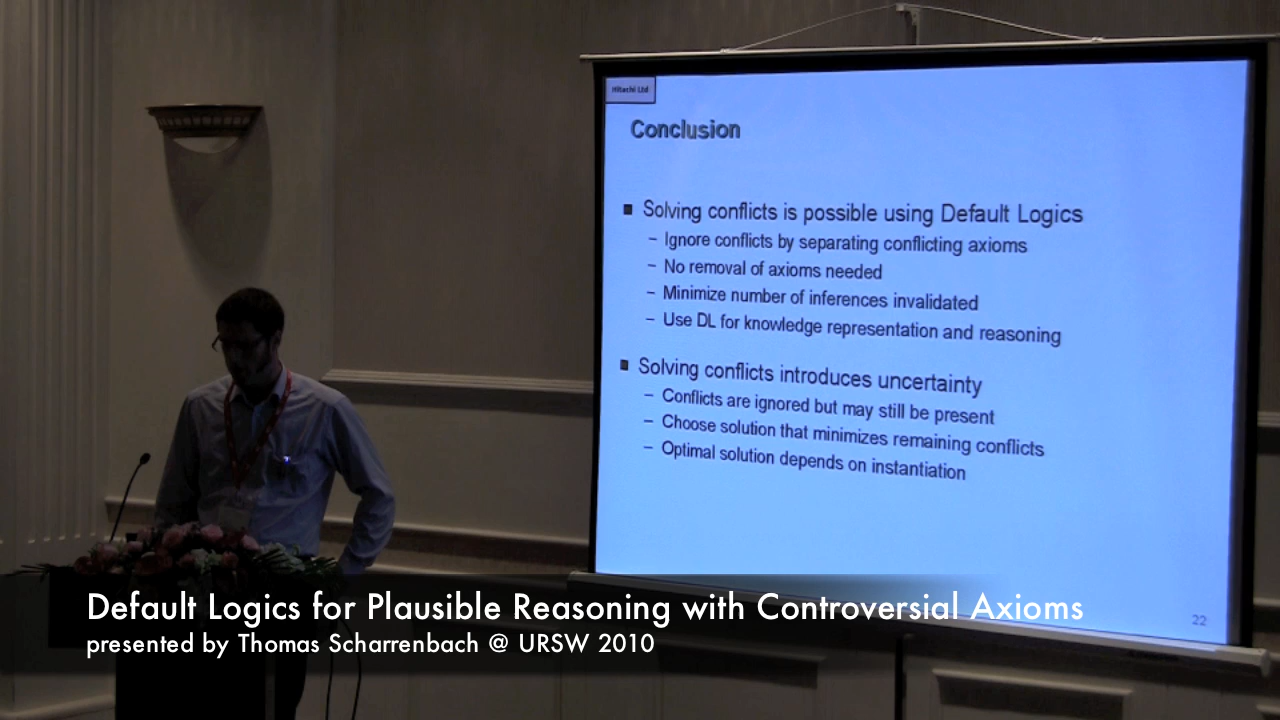 Hitachi Ltd
Conclusion
■ Solving conflicts is possible using Default Logics
– Ignore conflicts by separating conflicting axioms
– No removal of axioms needed
– Minimize number of inferences invalidated
– Use DL for knowledge representation and reasoning
■ Solving conflicts introduces uncertainty
– Conflicts are ignored but may still be present
– Choose solution that minimizes remaining conflicts
– Optimal solution depends on instantiation
22
Default Logics for Plausible Reasoning with Controversial Axioms
presented by Thomas Scharrenbach @ URSW 2010